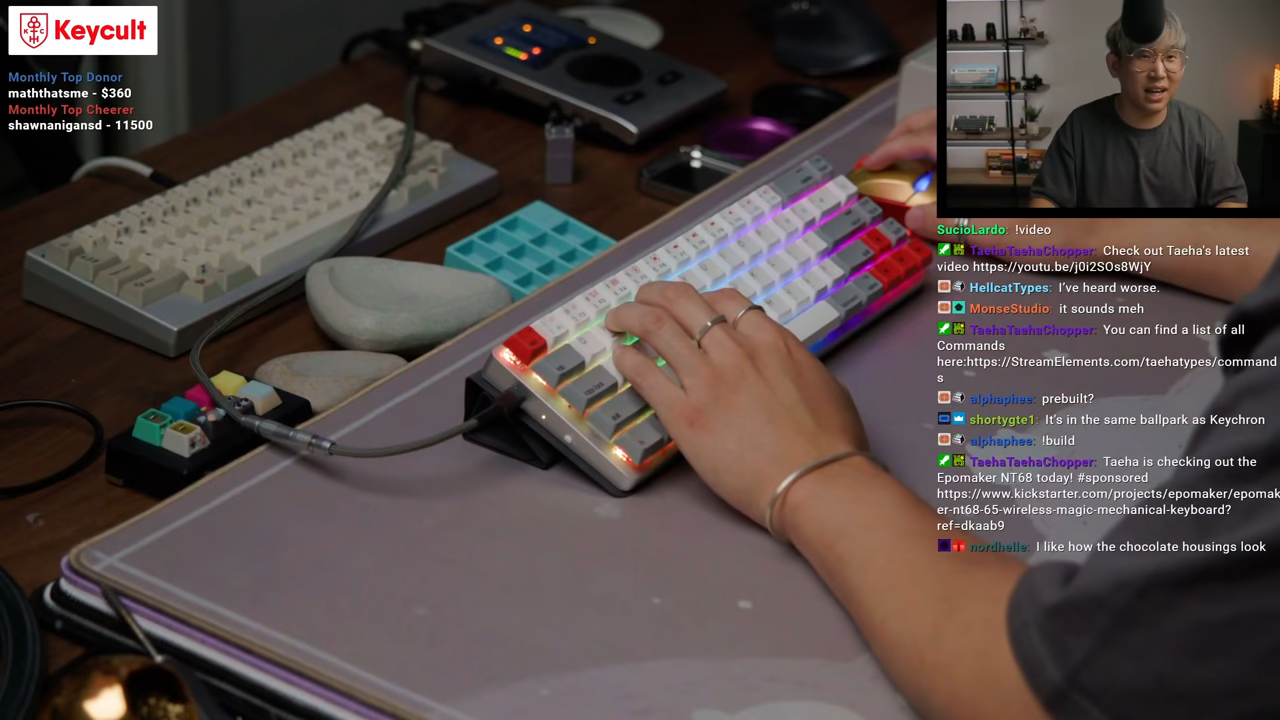 Keycult
Monthly Top Donor
maththatsme - $360
Monthly Top Cheerer
shawnanigansd - 11500
SucioLardo: !video
TaehaTaehaChopper: Check out Taeha's latest
video https://youtu.be/j0i2SOs8WjY
HellcatTypes: I've heard worse.
MonseStudio: it sounds meh
TaehaTaehaChopper: You can find a list of all
Commands
here:https://StreamElements.com/taehatypes/command
s
alphaphee: prebuilt?
shortygte1: It's in the same ballpark as Keychron
alphaphee: !build
TaehaTaehaChopper: Taeha is checking out the
Epomaker NT68 today! #sponsored
https://www.kickstarter.com/projects/epomaker/epomak
er-nt68-65-wireless-magic-mechanical-keyboard?
ref=dkaab9
nordhelle: I like how the chocolate housings look